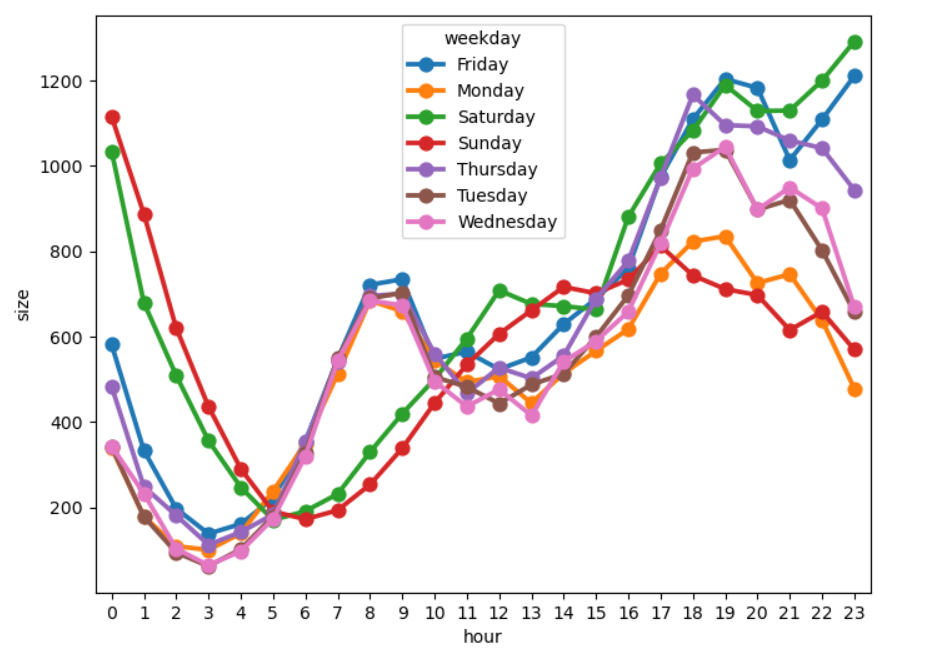 weekday
Friday
Monday
Saturday
Sunday
Thursday
Tuesday
Wednesday
1200
1000
800
600
400
200
size
0 1 2 3 4 5 6 7 8 9 10 11 12 13 14 15 16 17 18 19 20 21 22 23
hour